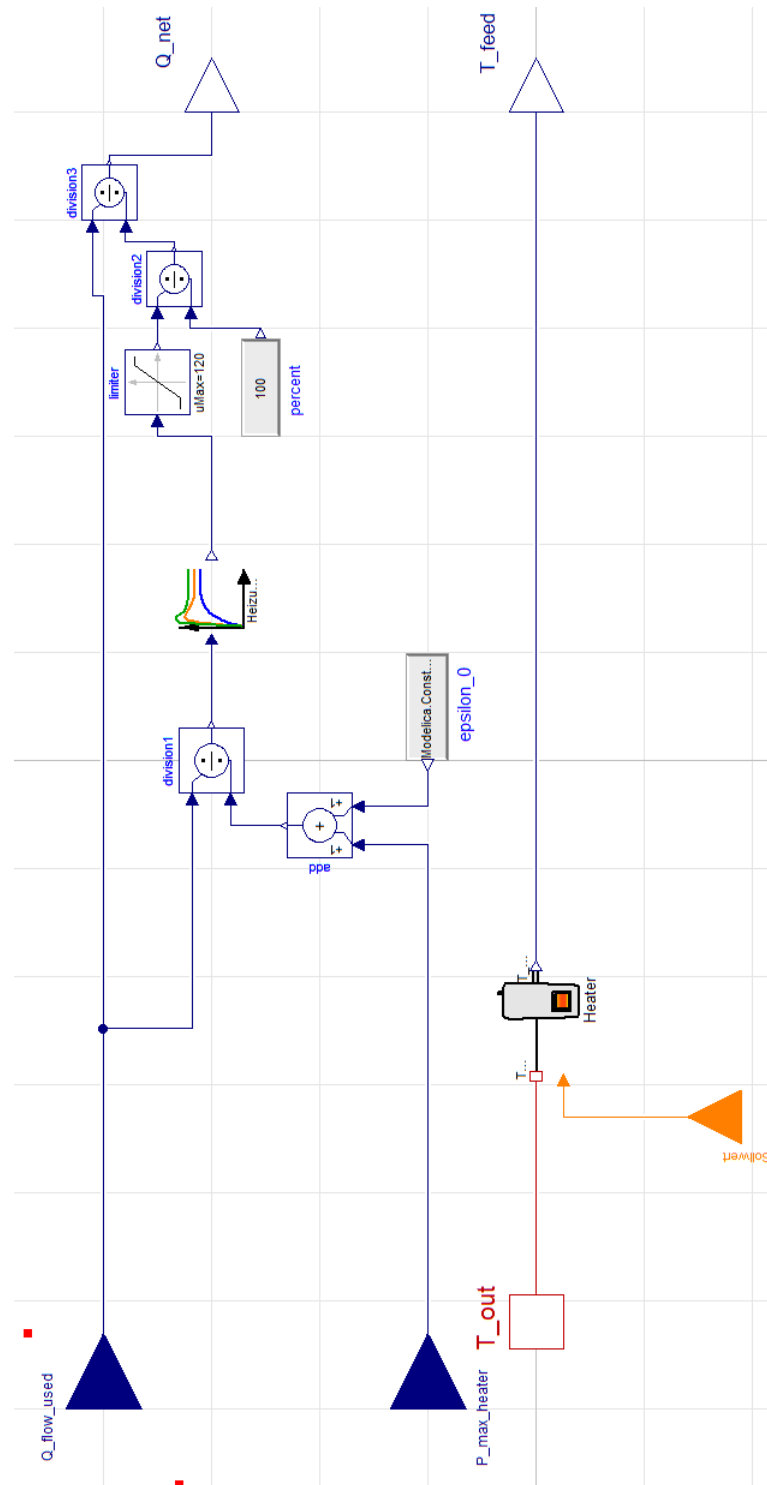 Q_net
T_feed
division3
division2
limiter
uMax=120
100
percent
Heizu...
Modelica.Const...
epsilon_0
division1
+1
+
+1
add
T...
Heater
T...
Sollwert
T_out
Q_flow_used
P_max_heater